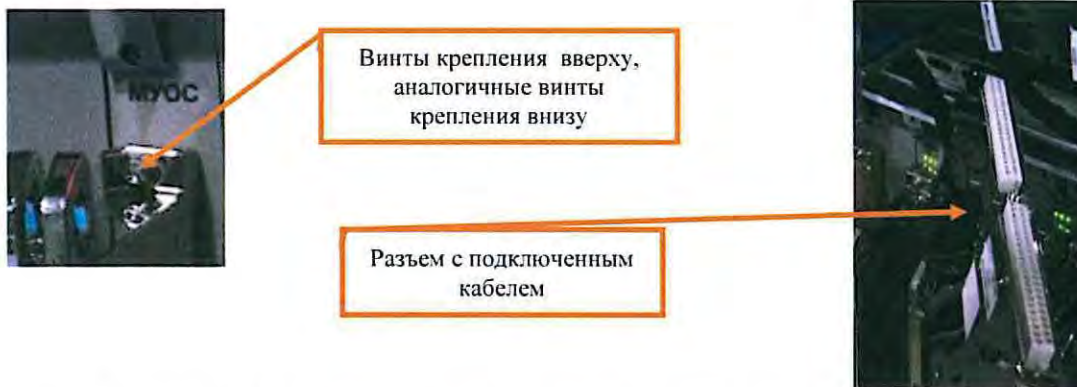 МУОС
Винты крепления вверху,
аналогичные винты
крепления внизу
Разъем с подключенным
кабелем